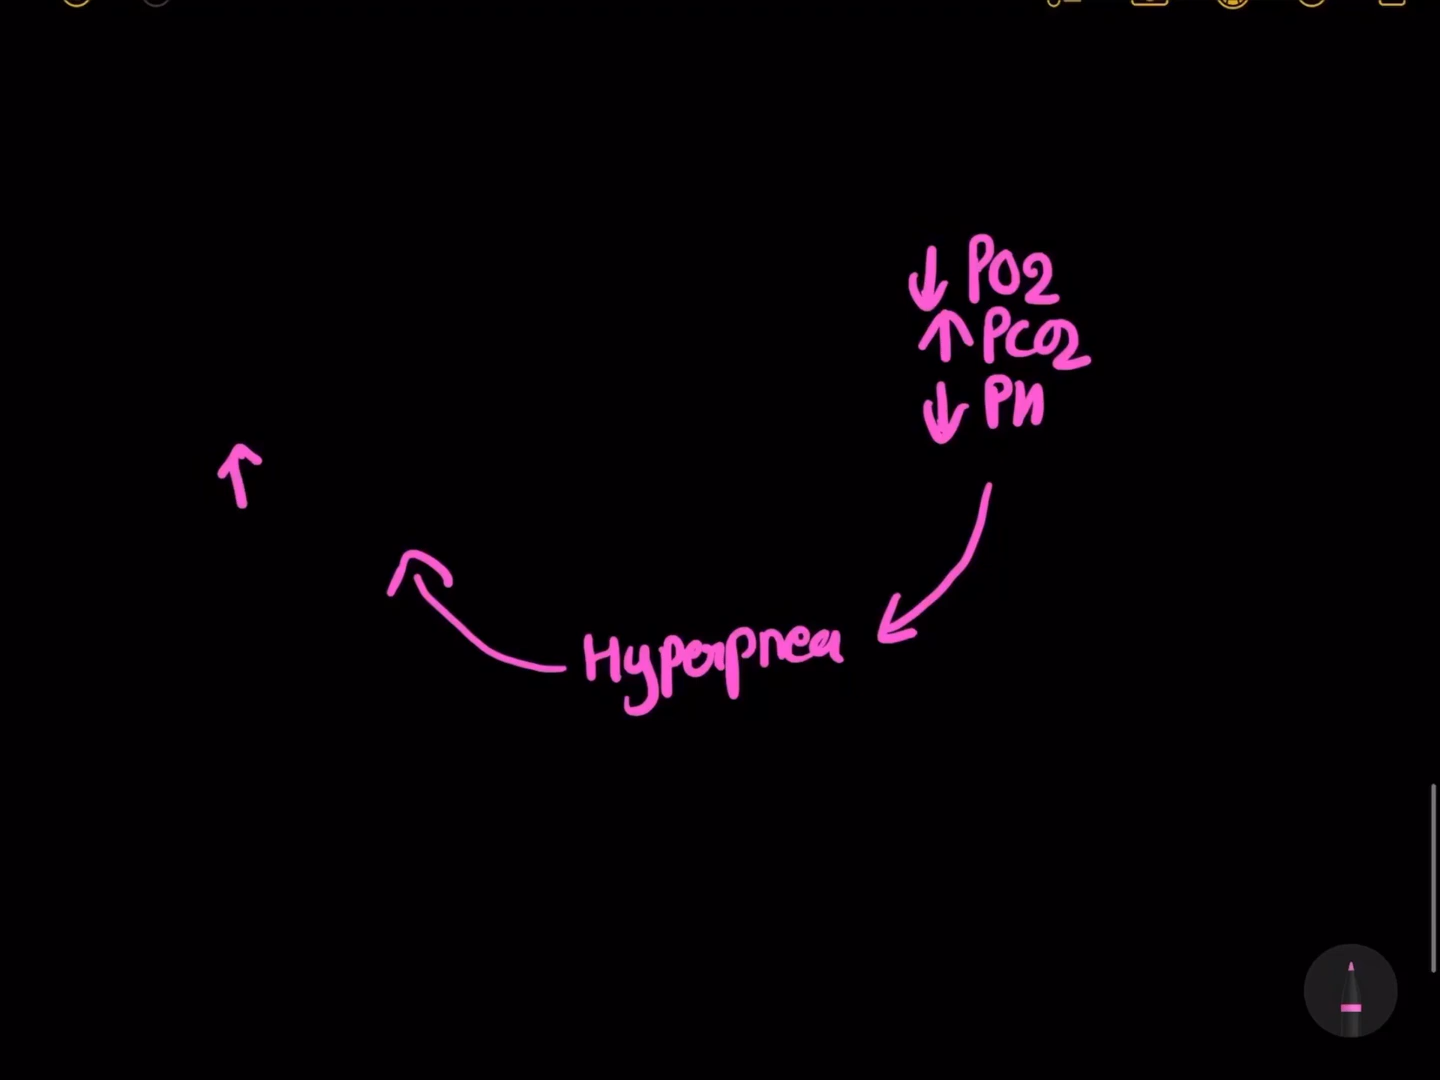 ↓ PO2
↑ PCO2
↓ PH
↑
Hyperpnea